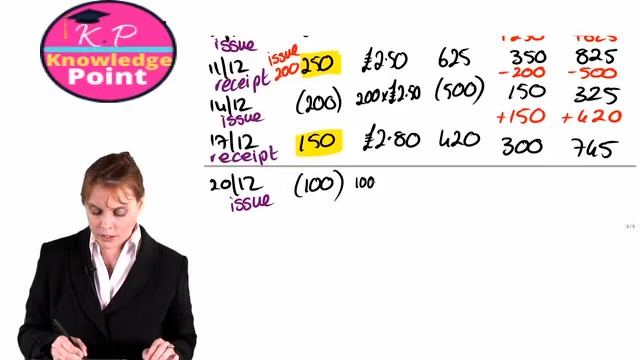 K.P
Knowledge
Point
issue
11/12 issue 200 250 £2.50 625 350 825
receipt -200 -500
14/12 (200) 200x£2.50 (500) 150 325
issue +150 +420
17/12 150 £2.80 420 300 745
receipt
20/12 (100) 100
issue